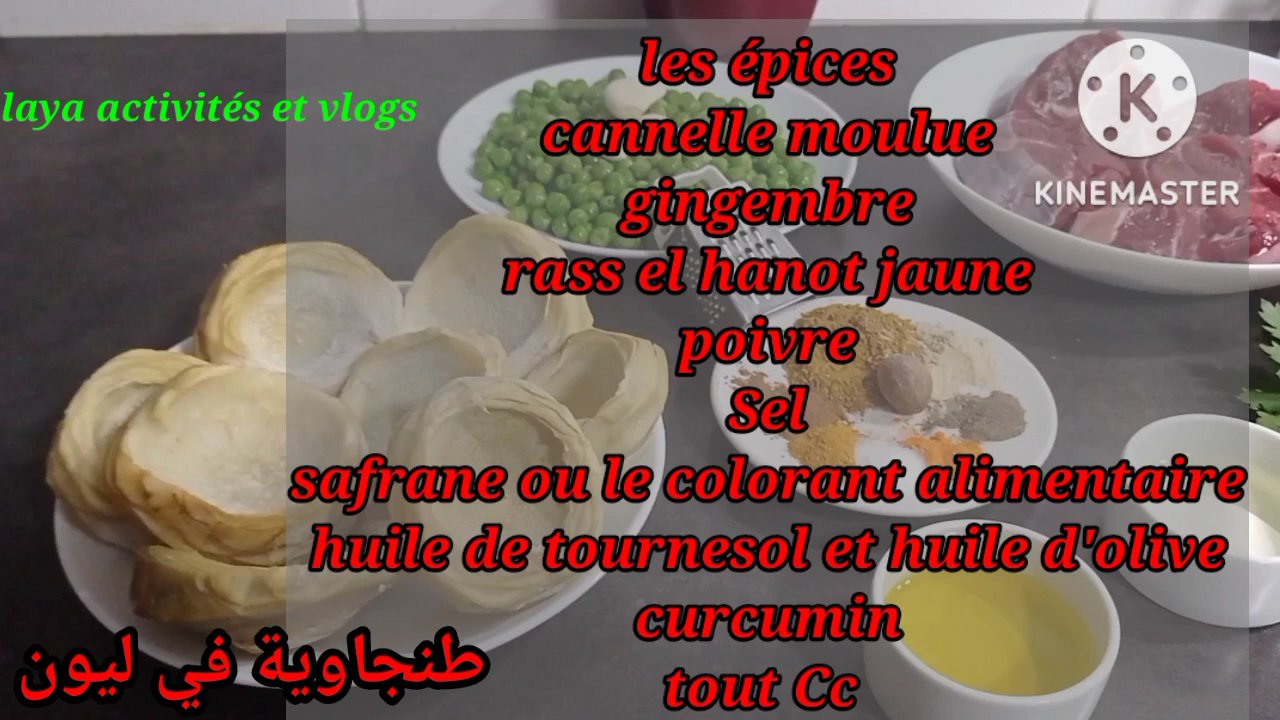 les épices
laya activités et vlogs
cannelle moulue
KINEMASTER
gingembre
rass el hanot jaune
poivre
Sel
safrane ou le colorant alimentaire
huile de tournesol et huile d'olive
curcumin
طنجاوية في ليون
tout Cc